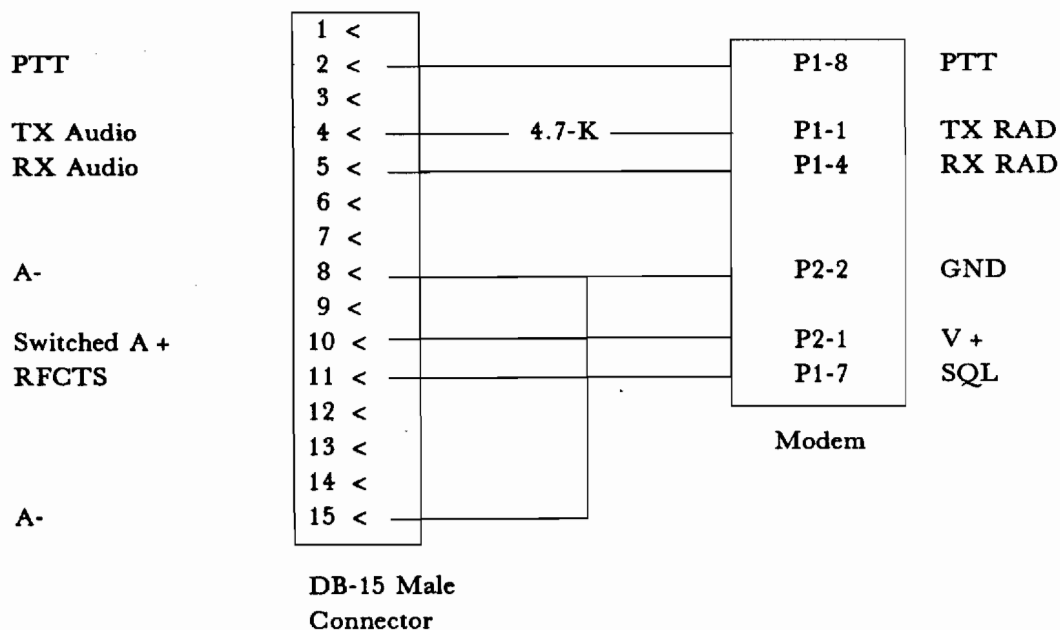 1 <
PTT 2 < P1-8 PTT
3 <
TX Audio 4 < 4.7-K P1-1 TX RAD
RX Audio 5 < P1-4 RX RAD
6 <
7 <
A- 8 < P2-2 GND
9 <
Switched A + 10 < P2-1 V +
RFCTS 11 < P1-7 SQL
12 <
Modem
13 <
14 <
A- 15 <
DB-15 Male
Connector